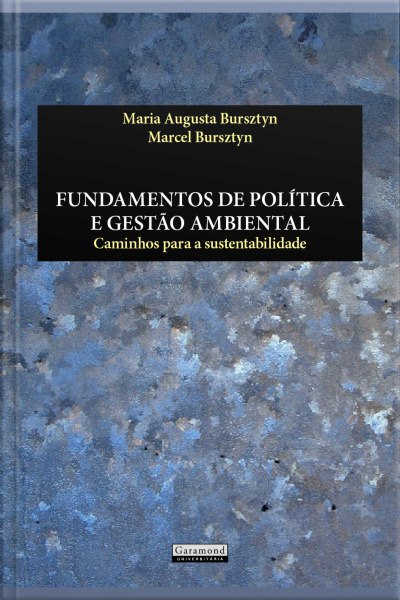 Maria Augusta Bursztyn
Marcel Bursztyn
FUNDAMENTOS DE POLÍTICA
E GESTÃO AMBIENTAL
Caminhos para a sustentabilidade
Garamond
UNIVERSITÁRIA